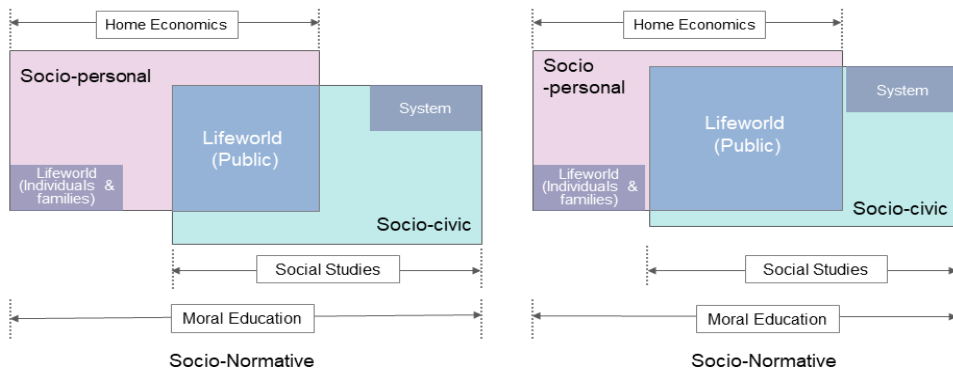 Home Economics
Socio-personal
System
Lifeworld
(Public)
Lifeworld
(Individuals &
families)
Socio-civic
Social Studies
Moral Education
Socio-Normative
Home Economics
Socio
-personal
System
Lifeworld
(Public)
Lifeworld
(Individuals &
families)
Socio-civic
Social Studies
Moral Education
Socio-Normative